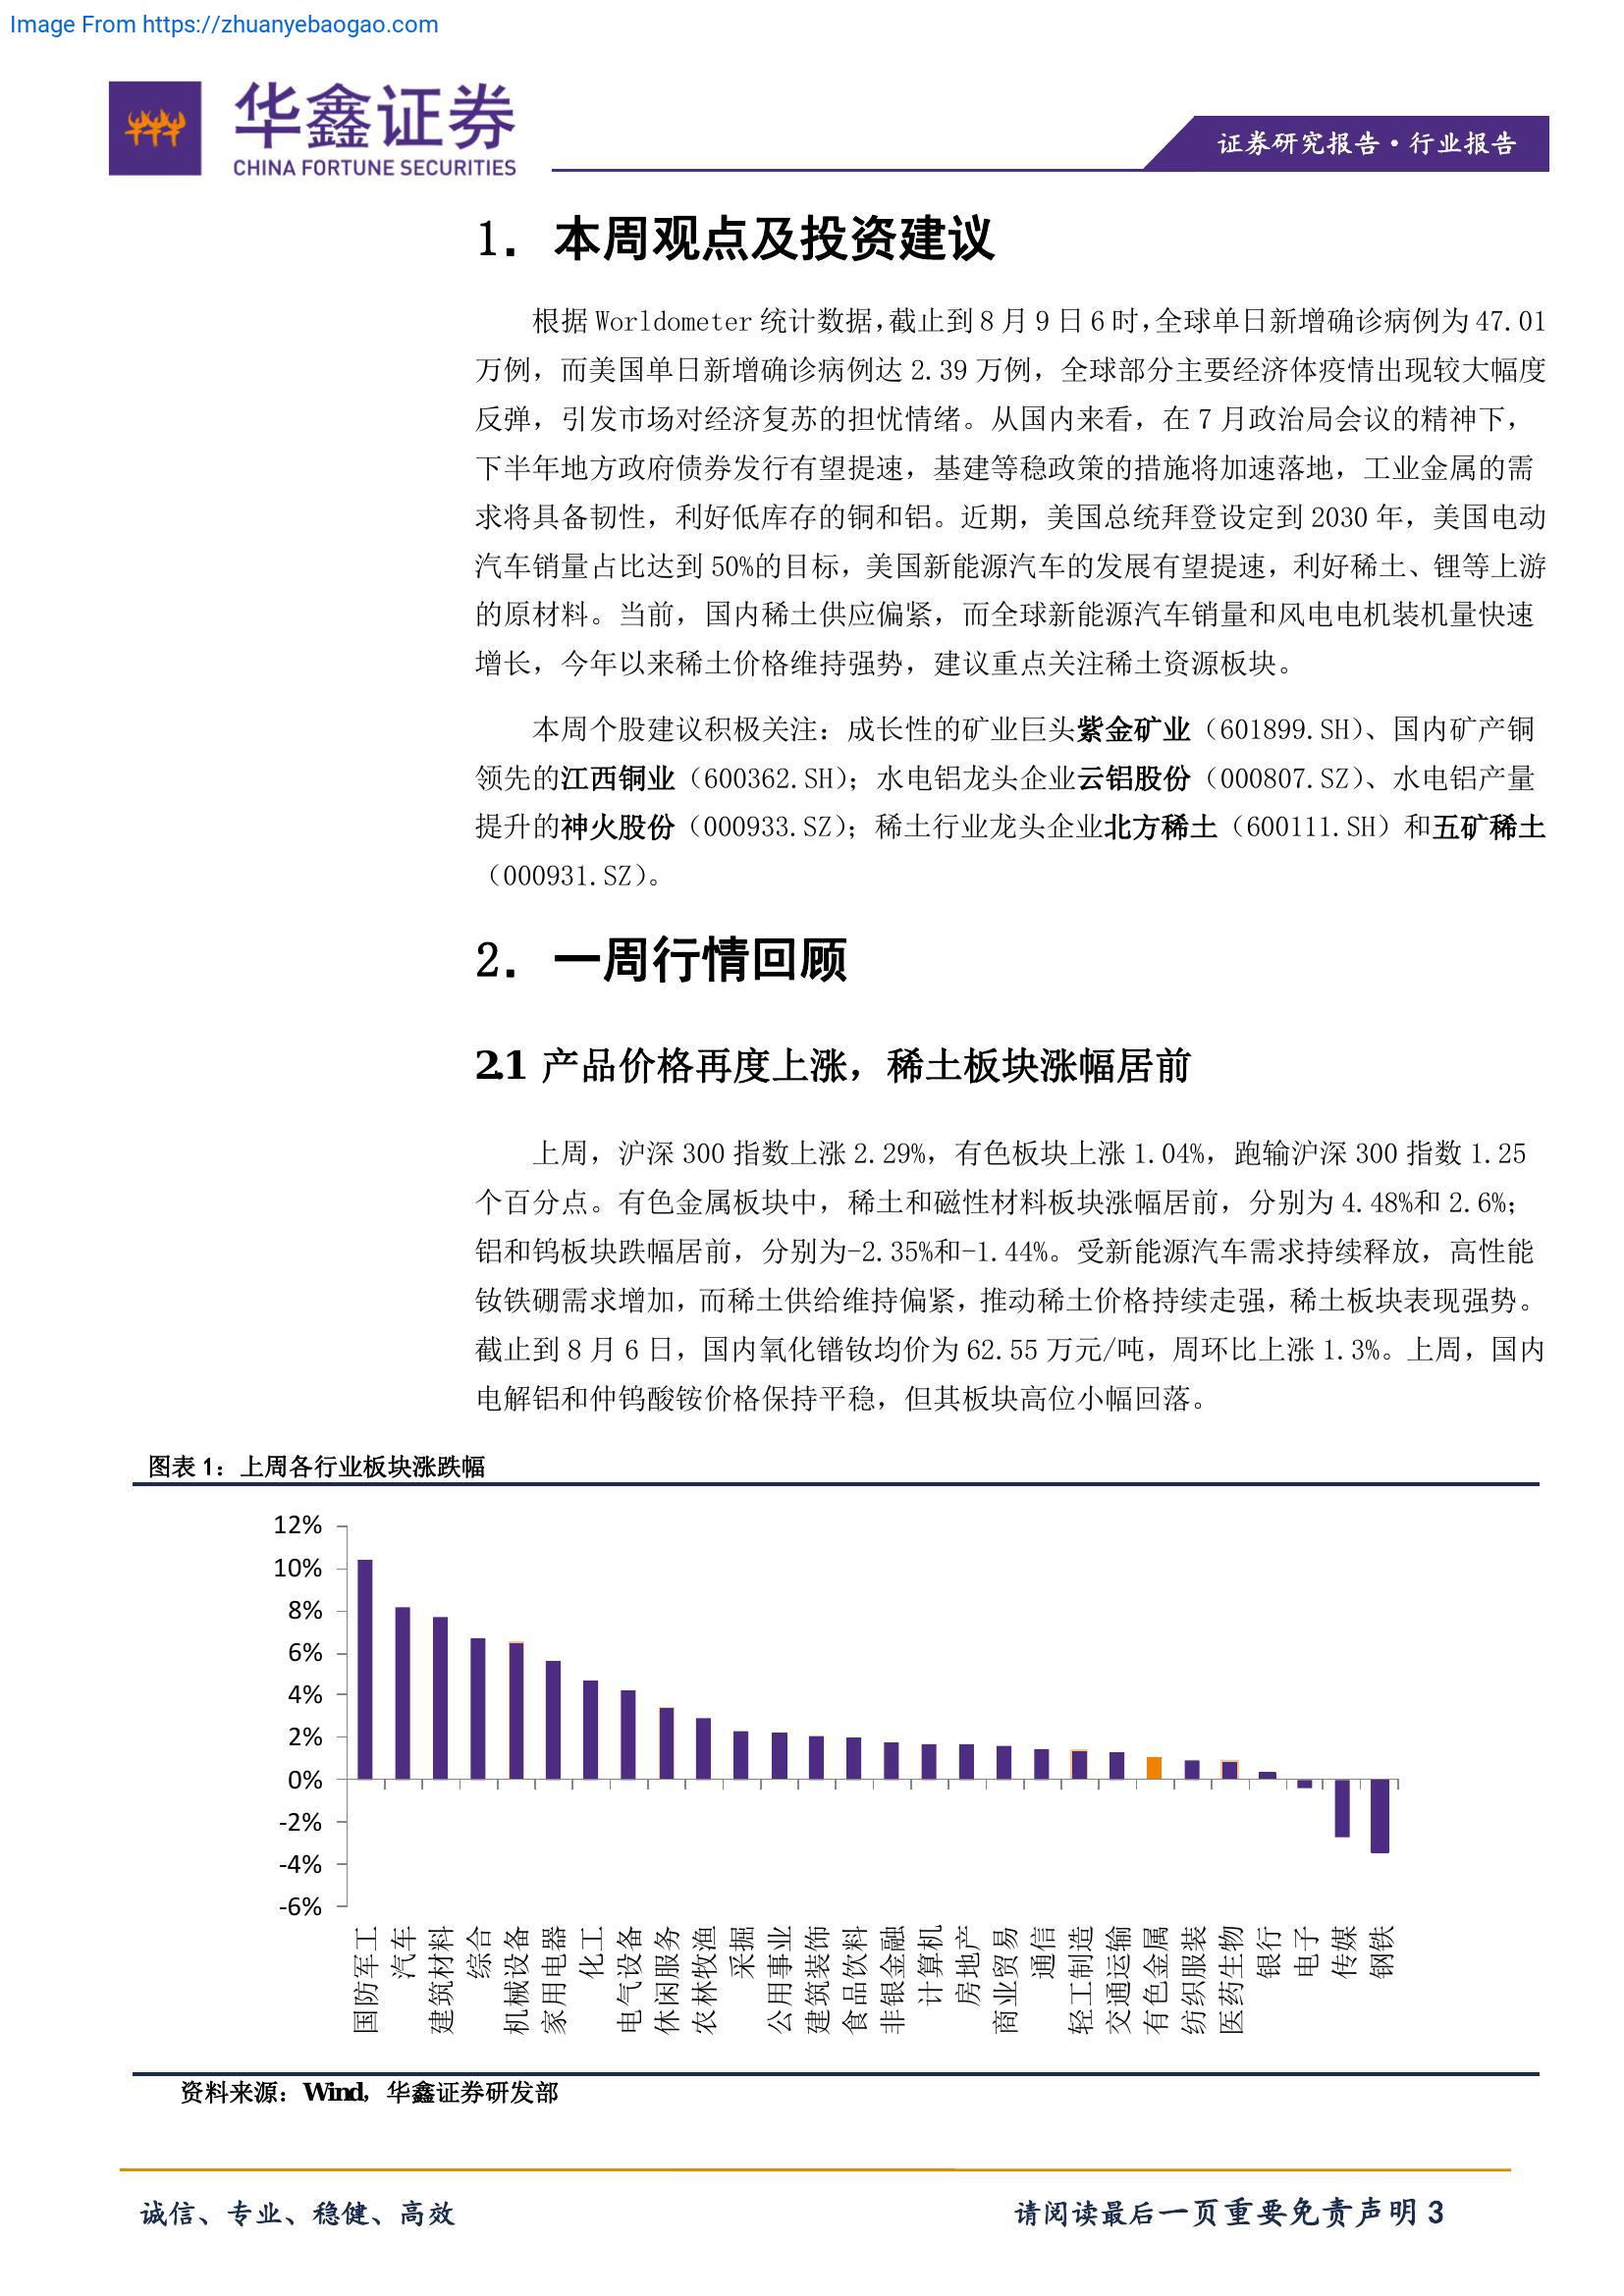 Image From https://zhuanyebaogao.com
华鑫证券
CHINA FORTUNE SECURITIES
证券研究报告·行业报告
1. 本周观点及投资建议
根据 Worldometer 统计数据，截止到 8 月 9 日 6 时，全球单日新增确诊病例为 47.01
万例，而美国单日新增确诊病例达 2.39 万例，全球部分主要经济体疫情出现较大幅度
反弹，引发市场对经济复苏的担忧情绪。从国内来看，在 7 月政治局会议的精神下，
下半年地方政府债券发行有望提速，基建等稳政策的措施将加速落地，工业金属的需
求将具备韧性，利好低库存的铜和铝。近期，美国总统拜登设定到 2030 年，美国电动
汽车销量占比达到 50%的目标，美国新能源汽车的发展有望提速，利好稀土、锂等上游
的原材料。当前，国内稀土供应偏紧，而全球新能源汽车销量和风电电机装机量快速
增长，今年以来稀土价格维持强势，建议重点关注稀土资源板块。
本周个股建议积极关注：成长性的矿业巨头紫金矿业（601899.SH）、国内矿产铜
领先的江西铜业（600362.SH）；水电铝龙头企业云铝股份（000807.SZ）、水电铝产量
提升的神火股份（000933.SZ）；稀土行业龙头企业北方稀土（600111.SH）和五矿稀土
（000931.SZ）。
2. 一周行情回顾
2.1 产品价格再度上涨，稀土板块涨幅居前
上周，沪深 300 指数上涨 2.29%，有色板块上涨 1.04%，跑输沪深 300 指数 1.25
个百分点。有色金属板块中，稀土和磁性材料板块涨幅居前，分别为 4.48%和 2.6%；
铝和钨板块跌幅居前，分别为-2.35%和-1.44%。受新能源汽车需求持续释放，高性能
钕铁硼需求增加，而稀土供给维持偏紧，推动稀土价格持续走强，稀土板块表现强势。
截止到 8 月 6 日，国内氧化镨钕均价为 62.55 万元/吨，周环比上涨 1.3%。上周，国内
电解铝和仲钨酸铵价格保持平稳，但其板块高位小幅回落。
图表 1：上周各行业板块涨跌幅
12%
10%
8%
6%
4%
2%
0%
-2%
-4%
-6%
国防军工
汽车
建筑材料
综合
机械设备
家用电器
化工
电气设备
休闲服务
农林牧渔
采掘
公用事业
建筑装饰
食品饮料
非银金融
计算机
房地产
商业贸易
通信
轻工制造
交通运输
有色金属
纺织服装
医药生物
银行
电子
传媒
钢铁
资料来源：Wind，华鑫证券研发部
诚信、专业、稳健、高效
请阅读最后一页重要免责声明 3